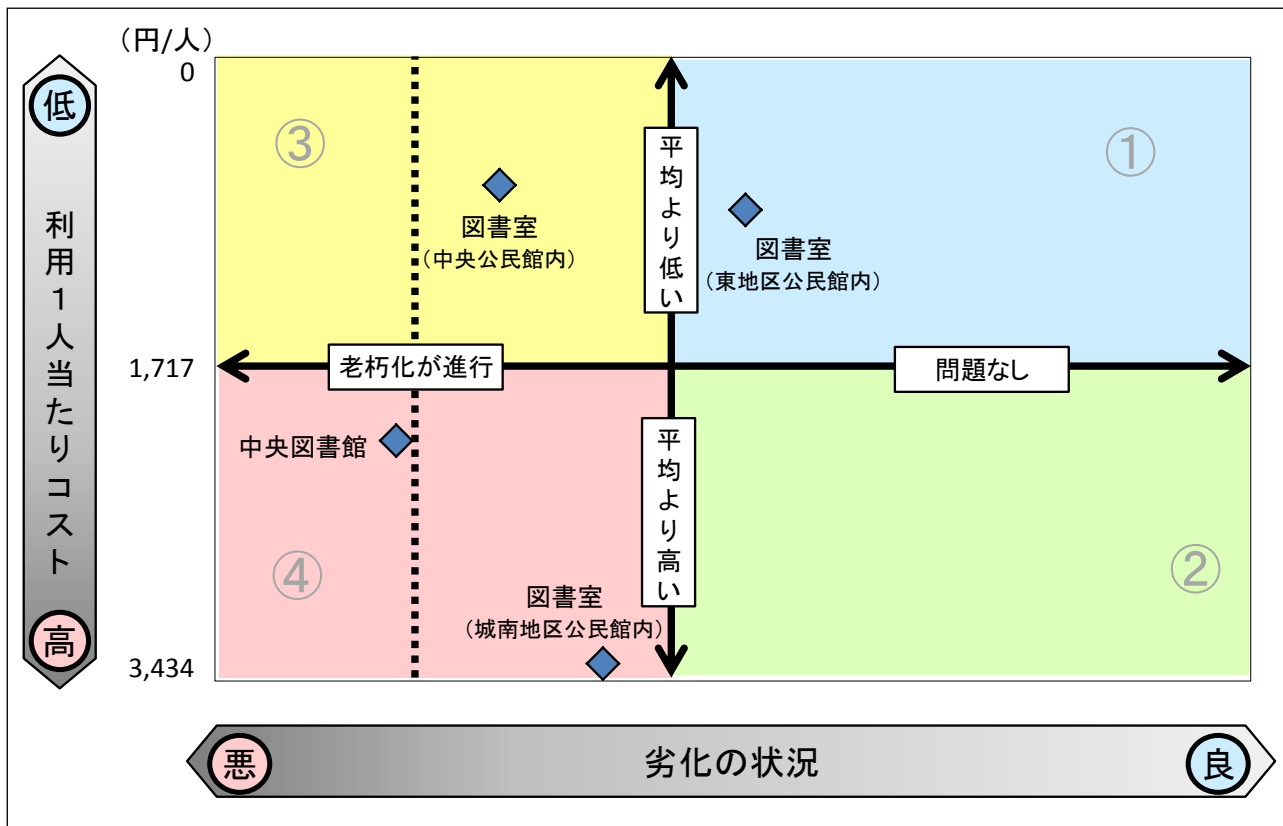 （円/人）
0
低
③
①
平均より低い
図書室
（中央公民館内）
図書室
（東地区公民館内）
利用１人当たりコスト
1,717
老朽化が進行
問題なし
中央図書館
平均より高い
④
②
図書室
（城南地区公民館内）
高
3,434
悪
劣化の状況
良